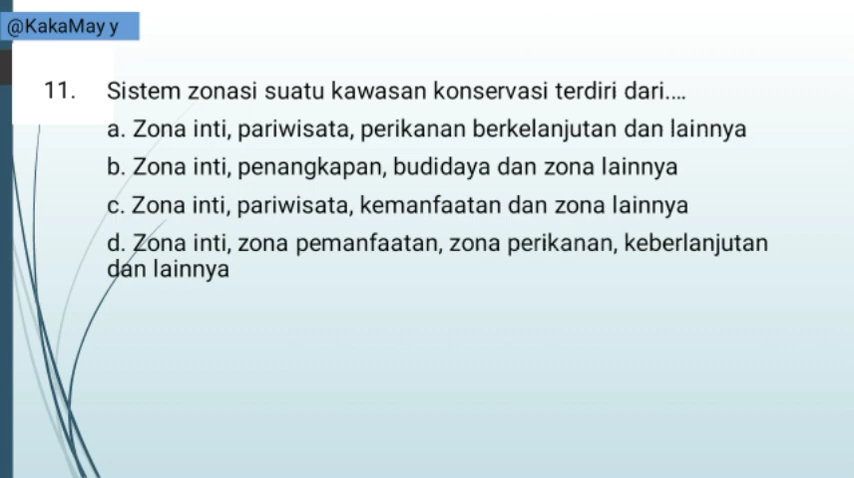 @KakaMay y
11. Sistem zonasi suatu kawasan konservasi terdiri dari....
a. Zona inti, pariwisata, perikanan berkelanjutan dan lainnya
b. Zona inti, penangkapan, budidaya dan zona lainnya
c. Zona inti, pariwisata, kemanfaatan dan zona lainnya
d. Zona inti, zona pemanfaatan, zona perikanan, keberlanjutan
dan lainnya